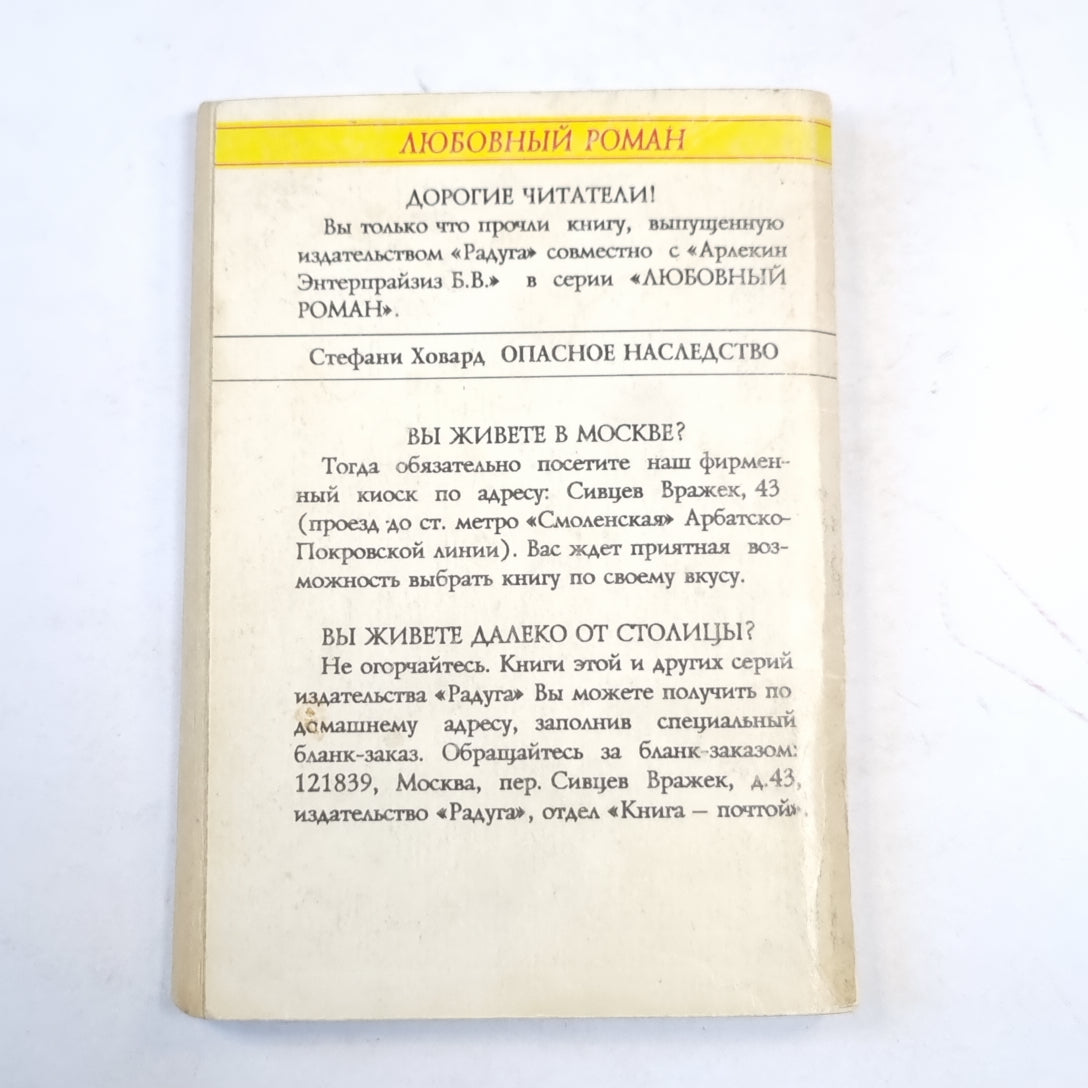 ЛЮБОВНЫЙ РОМАН
ДОРОГИЕ ЧИТАТЕЛИ!
Вы только что прочли книгу, выпущенную
издательством «Радуга» совместно с «Арлекин
Энтерпрайзиз Б.В.» в серии «ЛЮБОВНЫЙ
РОМАН».
Стефани Ховард ОПАСНОЕ НАСЛЕДСТВО
ВЫ ЖИВЕТЕ В МОСКВЕ?
Тогда обязательно посетите наш фирмен-
ный киоск по адресу: Сивцев Вражек, 43
(проезд до ст. метро «Смоленская» Арбатско-
Покровской линии). Вас ждет приятная воз-
можность выбрать книгу по своему вкусу.
ВЫ ЖИВЕТЕ ДАЛЕКО ОТ СТОЛИЦЫ?
Не огорчайтесь. Книги этой и других серий
издательства «Радуга» Вы можете получить по
домашнему адресу, заполнив специальный
бланк-заказ. Обращайтесь за бланк-заказом:
121839, Москва, пер. Сивцев Вражек, д.43,
издательство «Радуга», отдел «Книга – почтой».